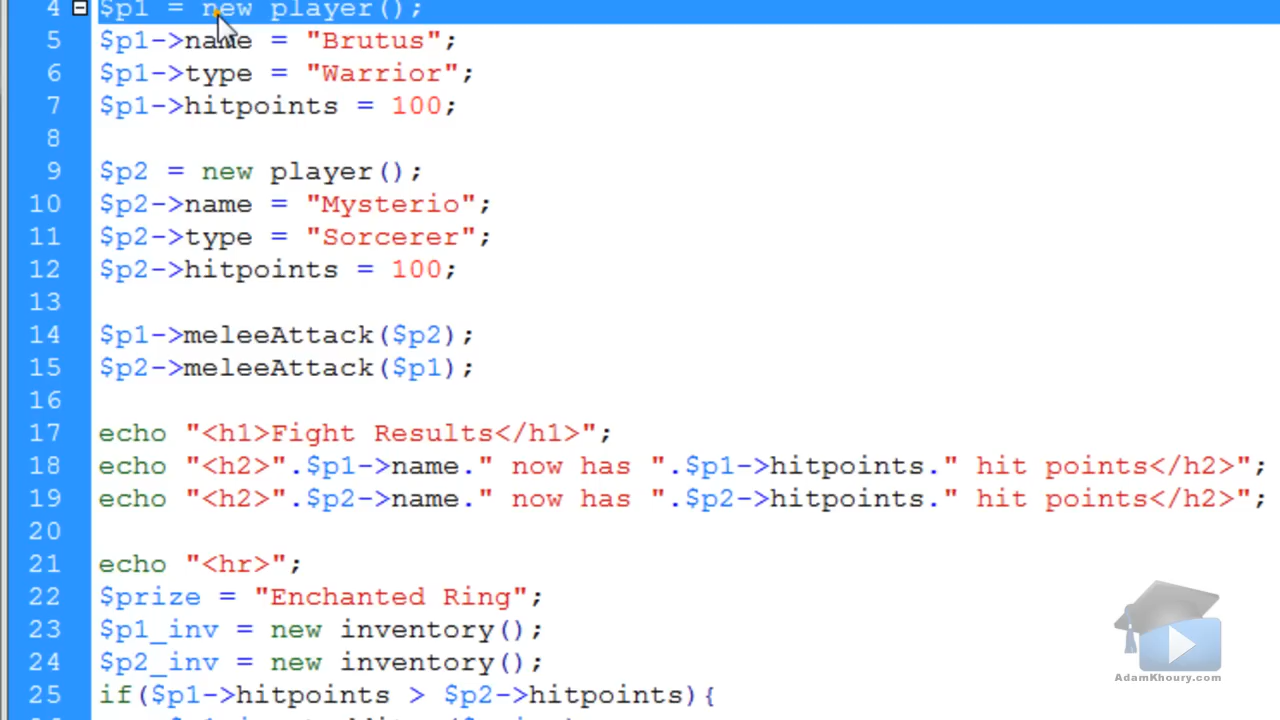 4 $p1 = new player();
5 $p1->name = "Brutus";
6 $p1->type = "Warrior";
7 $p1->hitpoints = 100;
8
9 $p2 = new player();
10 $p2->name = "Mysterio";
11 $p2->type = "Sorcerer";
12 $p2->hitpoints = 100;
13
14 $p1->meleeAttack($p2);
15 $p2->meleeAttack($p1);
16
17 echo "<h1>Fight Results</h1>";
18 echo "<h2>".$p1->name." now has ".$p1->hitpoints." hit points</h2>";
19 echo "<h2>".$p2->name." now has ".$p2->hitpoints." hit points</h2>";
20
21 echo "<hr>";
22 $prize = "Enchanted Ring";
23 $p1_inv = new inventory();
24 $p2_inv = new inventory();
25 if($p1->hitpoints > $p2->hitpoints){
AdamKhoury.com